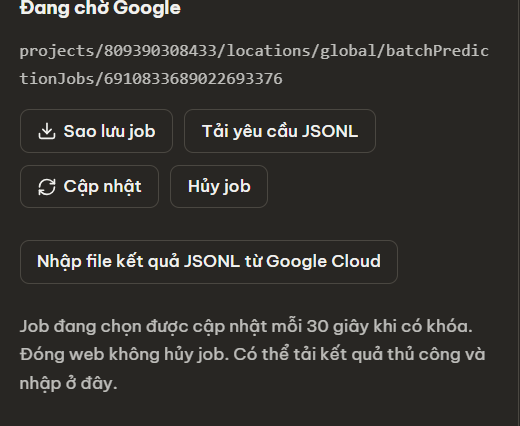 Đang chờ Google
projects/809390308433/locations/global/batchPredic
tionJobs/6910833689022693376
Sao lưu job
Tải yêu cầu JSONL
Cập nhật
Hủy job
Nhập file kết quả JSONL từ Google Cloud
Job đang chọn được cập nhật mỗi 30 giây khi có khóa.
Đóng web không hủy job. Có thể tải kết quả thủ công và
nhập ở đây.